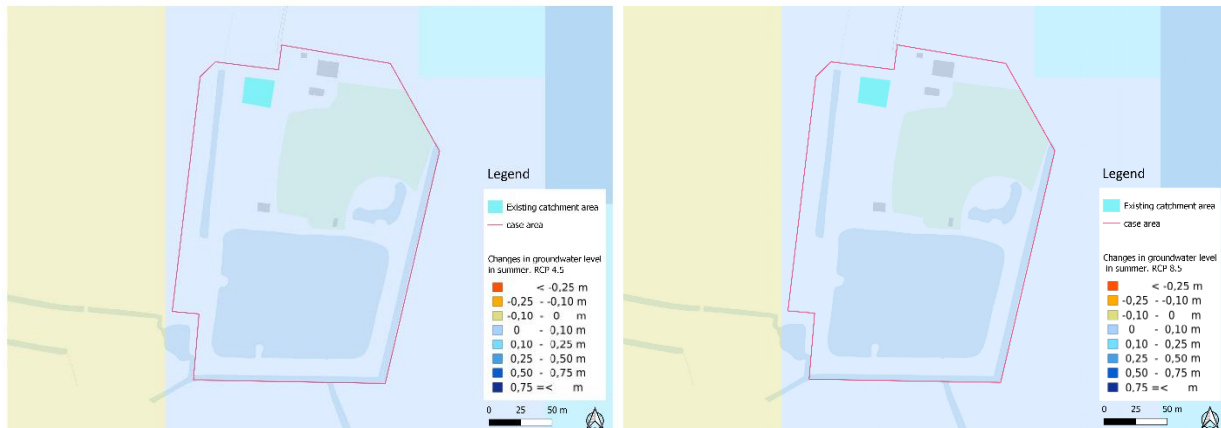 Legend
Existing catchment area
case area
Changes in groundwater level
in summer. RCP 4.5
< -0,25 m
-0,25 - -0,10 m
-0,10 - 0 m
0 - 0,10 m
0,10 - 0,25 m
0,25 - 0,50 m
0,50 - 0,75 m
0,75 =< m
0 25 50 m
Legend
Existing catchment area
case area
Changes in groundwater level
in summer. RCP 8.5
< -0,25 m
-0,25 - -0,10 m
-0,10 - 0 m
0 - 0,10 m
0,10 - 0,25 m
0,25 - 0,50 m
0,50 - 0,75 m
0,75 =< m
0 25 50 m